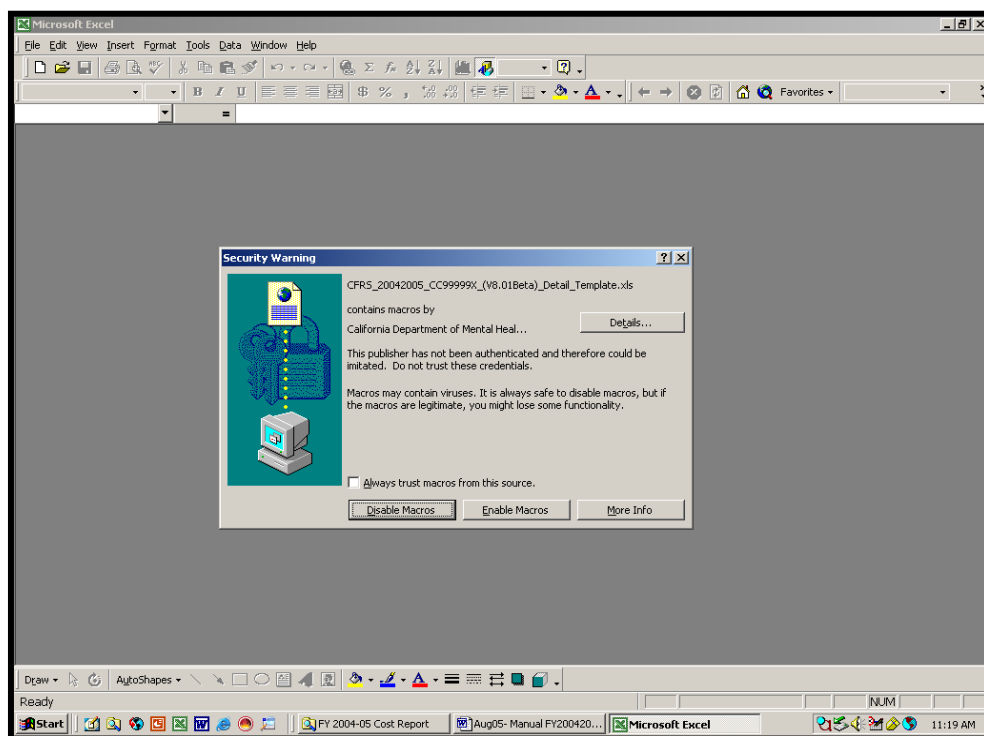 Microsoft Excel
File Edit View Insert Format Tools Data Window Help
B I U $ % , Favorites
=
Security Warning
CFRS_20042005_CC99999X_(V8.01Beta)_Detail_Template.xls
contains macros by
California Department of Mental Heal...
Details...
This publisher has not been authenticated and therefore could be
imitated. Do not trust these credentials.
Macros may contain viruses. It is always safe to disable macros, but if
the macros are legitimate, you might lose some functionality.
Always trust macros from this source.
Disable Macros Enable Macros More Info
Draw AutoShapes A
Ready NUM
Start FY 2004-05 Cost Report Aug05- Manual FY200420... Microsoft Excel 11:19 AM